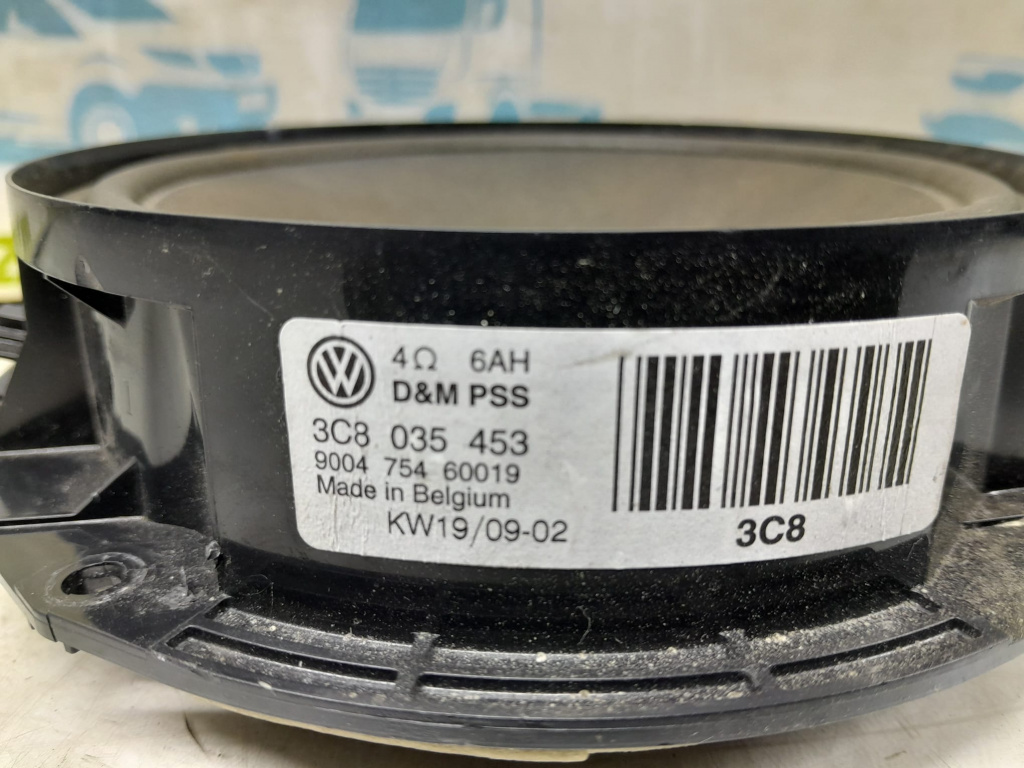 4Ω 6AH
D&M PSS
3C8 035 453
9004 754 60019
Made in Belgium
KW19/09-02
3C8